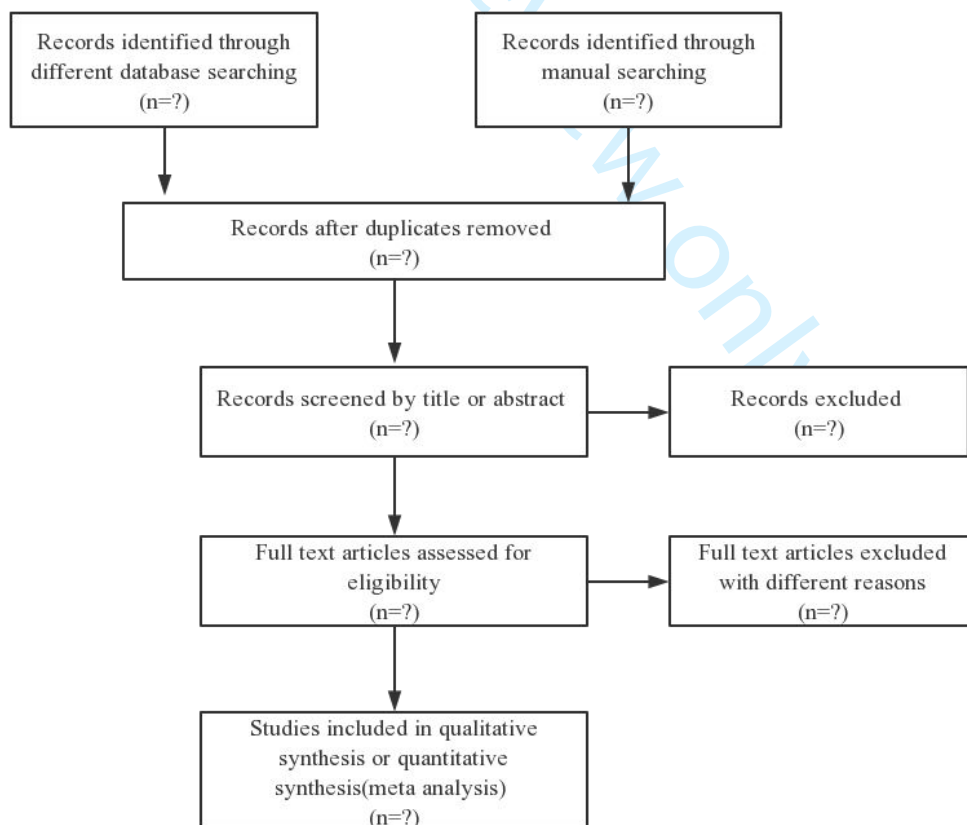 Records identified through
different database searching
(n=?)
Records identified through
manual searching
(n=?)
Records after duplicates removed
(n=?)
Records screened by title or abstract
(n=?)
Records excluded
(n=?)
Full text articles assessed for
eligibility
(n=?)
Full text articles excluded
with different reasons
(n=?)
Studies included in qualitative
synthesis or quantitative
synthesis(meta analysis)
(n=?)